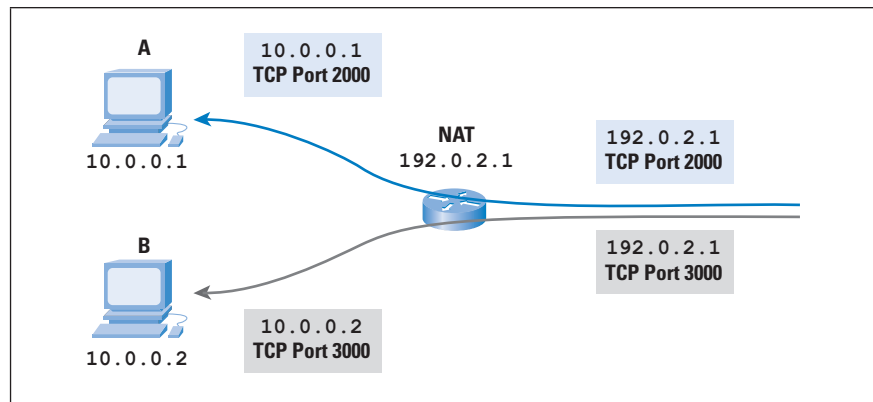 A
10.0.0.1
10.0.0.1
TCP Port 2000
NAT
192.0.2.1
192.0.2.1
TCP Port 2000
B
10.0.0.2
10.0.0.2
TCP Port 3000
192.0.2.1
TCP Port 3000